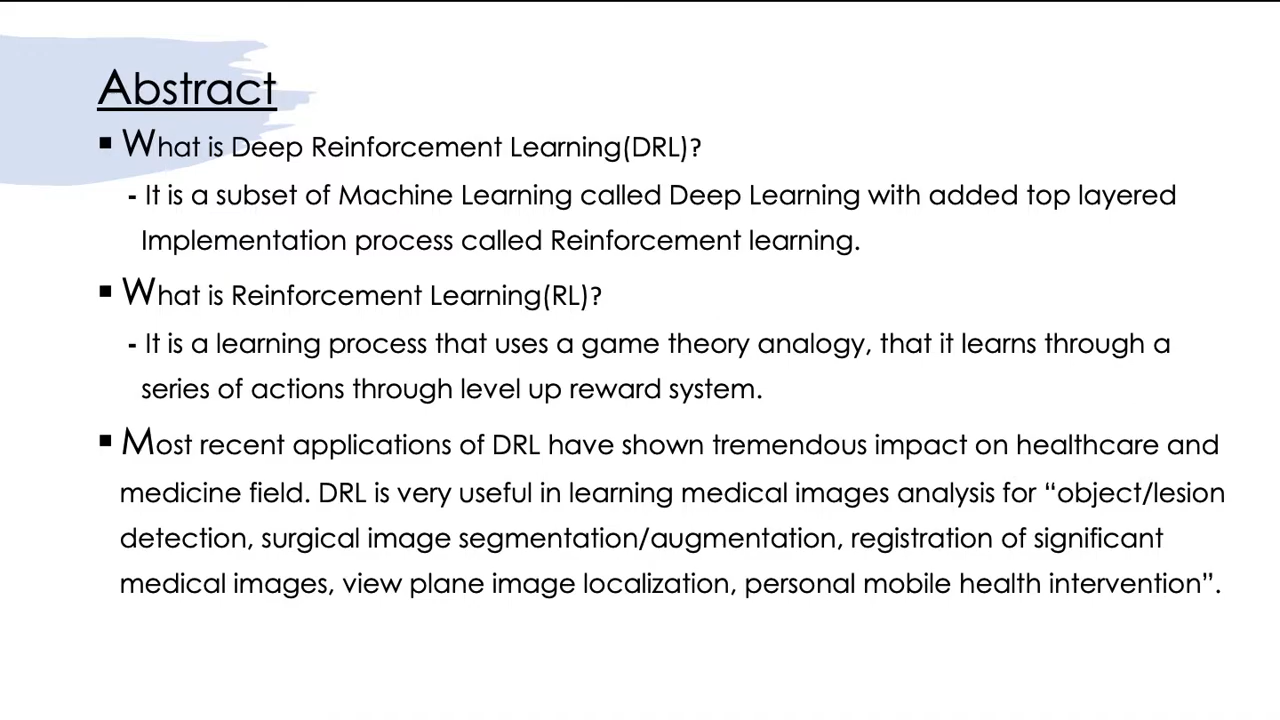 Abstract
▪ What is Deep Reinforcement Learning(DRL)?
- It is a subset of Machine Learning called Deep Learning with added top layered
Implementation process called Reinforcement learning.
▪ What is Reinforcement Learning(RL)?
- It is a learning process that uses a game theory analogy, that it learns through a
series of actions through level up reward system.
▪ Most recent applications of DRL have shown tremendous impact on healthcare and
medicine field. DRL is very useful in learning medical images analysis for “object/lesion
detection, surgical image segmentation/augmentation, registration of significant
medical images, view plane image localization, personal mobile health intervention”.